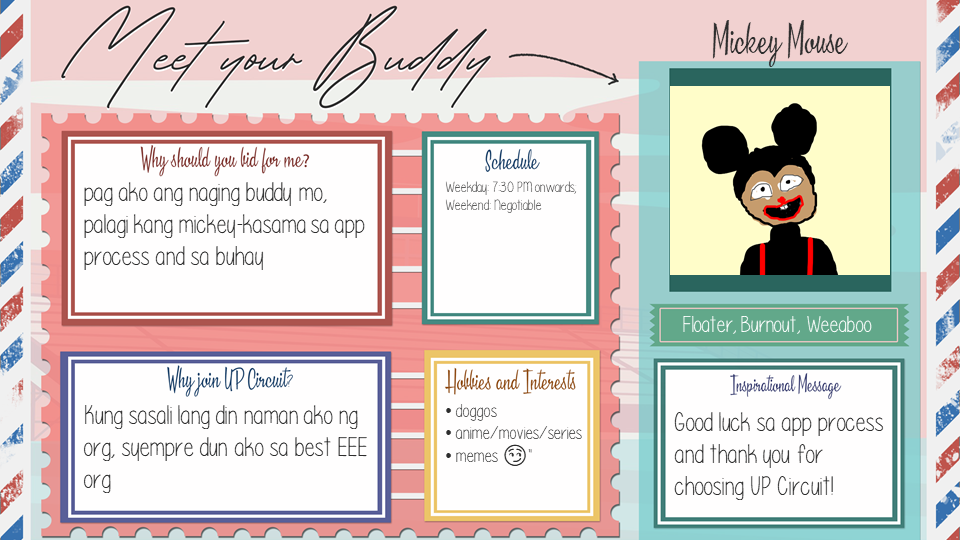 Meet your Buddy
Mickey Mouse
Why should you bid for me?
pag ako ang naging buddy mo,
palagi kang mickey-kasama sa app
process and sa buhay
Schedule
Weekday: 7:30 PM onwards,
Weekend: Negotiable
Floater, Burnout, Weeaboo
Why join UP Circuit?
Kung sasali lang din naman ako ng
org, syempre dun ako sa best EEE
org
Hobbies and Interests
• doggos
• anime/movies/series
• memes 😏"
Inspirational Message
Good luck sa app process
and thank you for
choosing UP Circuit!